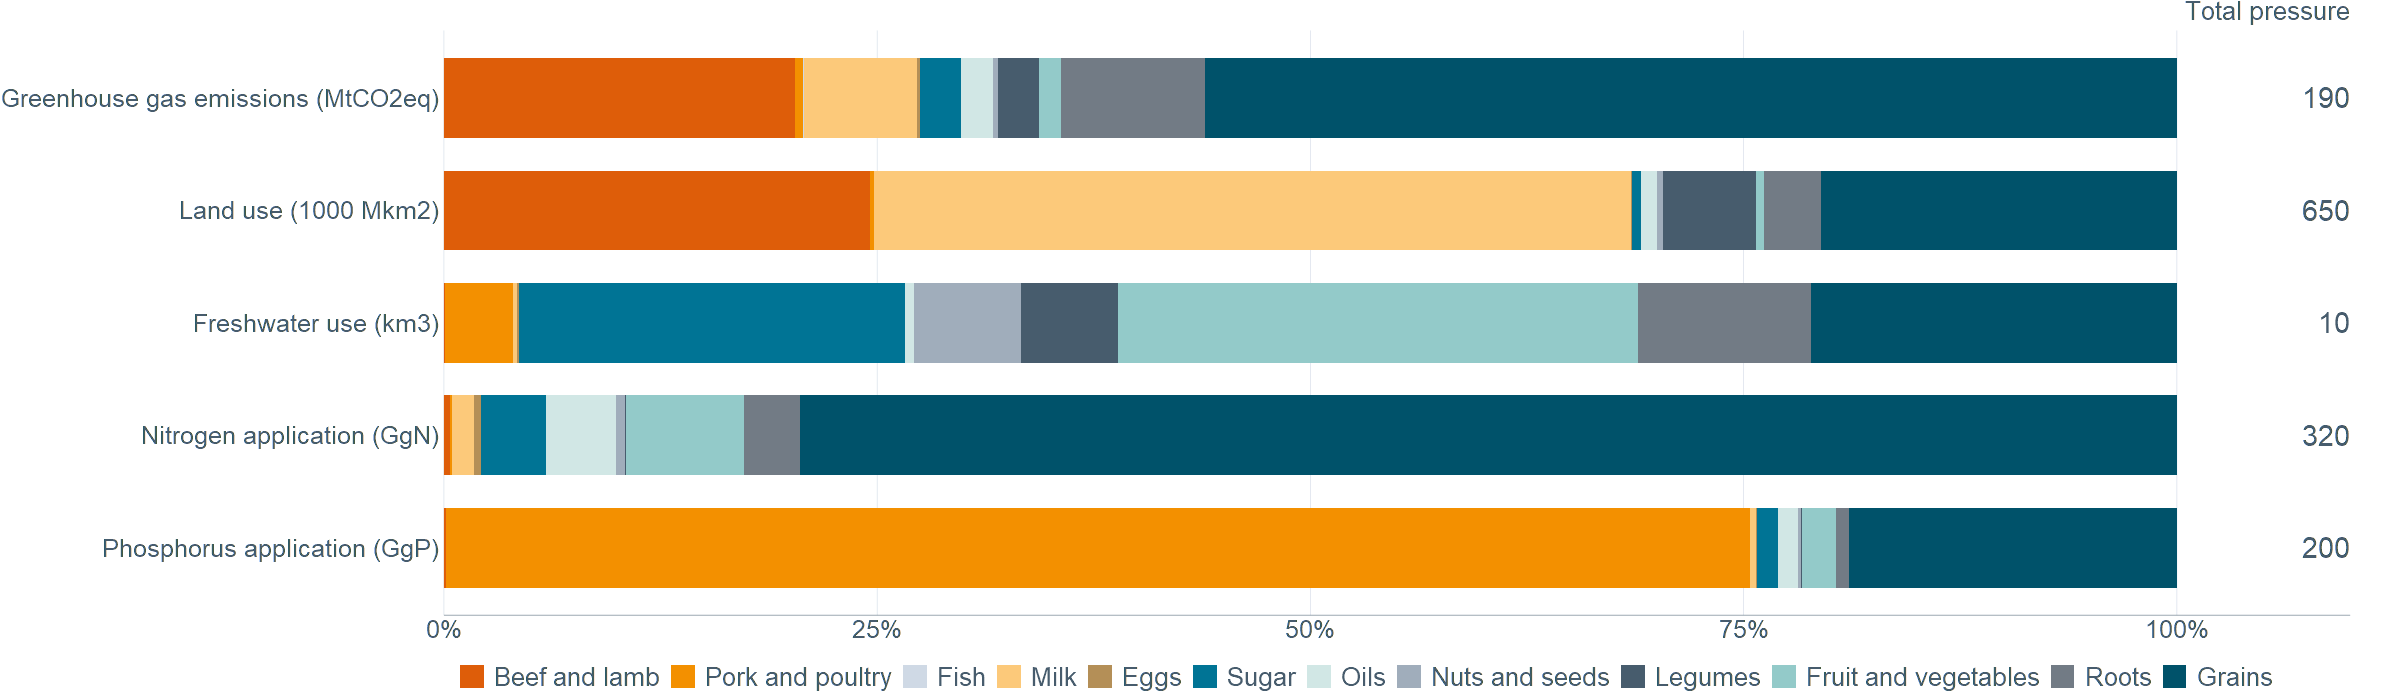 Total pressure
Greenhouse gas emissions (MtCO2eq) 190
Land use (1000 Mkm2) 650
Freshwater use (km3) 10
Nitrogen application (GgN) 320
Phosphorus application (GgP) 200
0% 25% 50% 75% 100%
Beef and lamb Pork and poultry Fish Milk Eggs Sugar Oils Nuts and seeds Legumes Fruit and vegetables Roots Grains